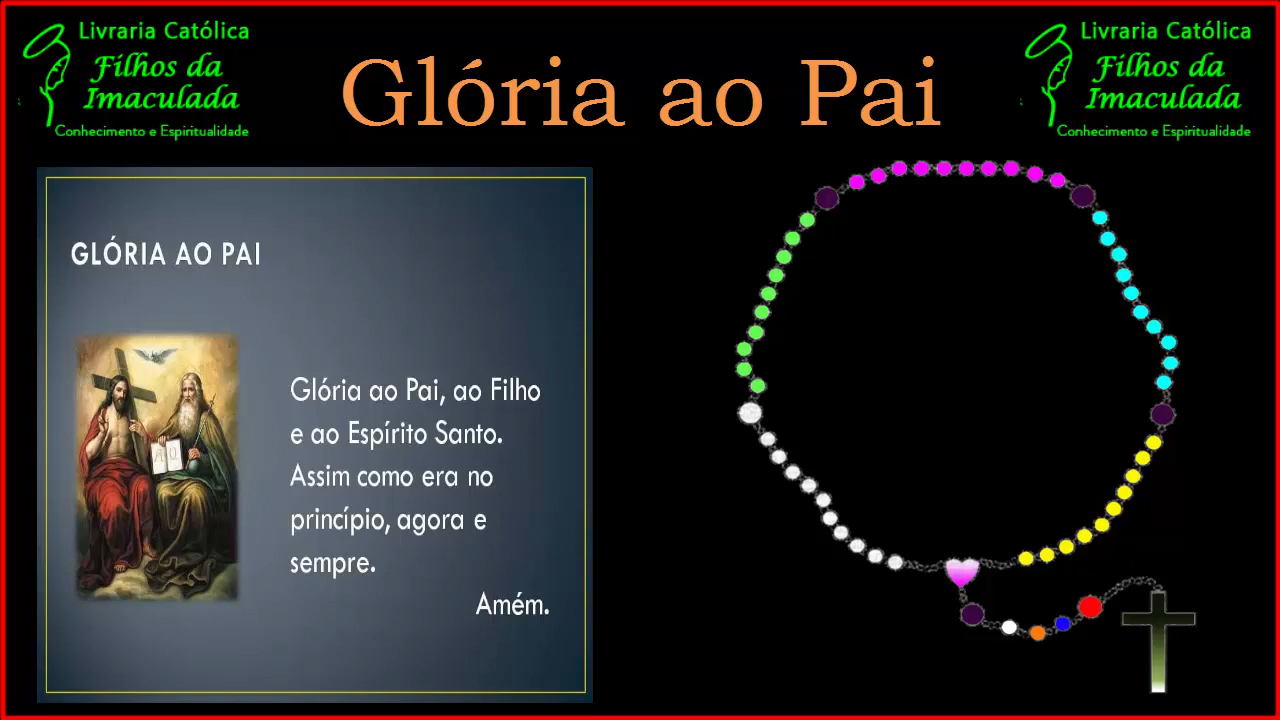 Livraria Católica
Filhos da
Imaculada
Conhecimento e Espiritualidade
Glória ao Pai
Livraria Católica
Filhos da
Imaculada
Conhecimento e Espiritualidade
GLÓRIA AO PAI
Glória ao Pai, ao Filho
e ao Espírito Santo.
Assim como era no
princípio, agora e
sempre.
Amém.